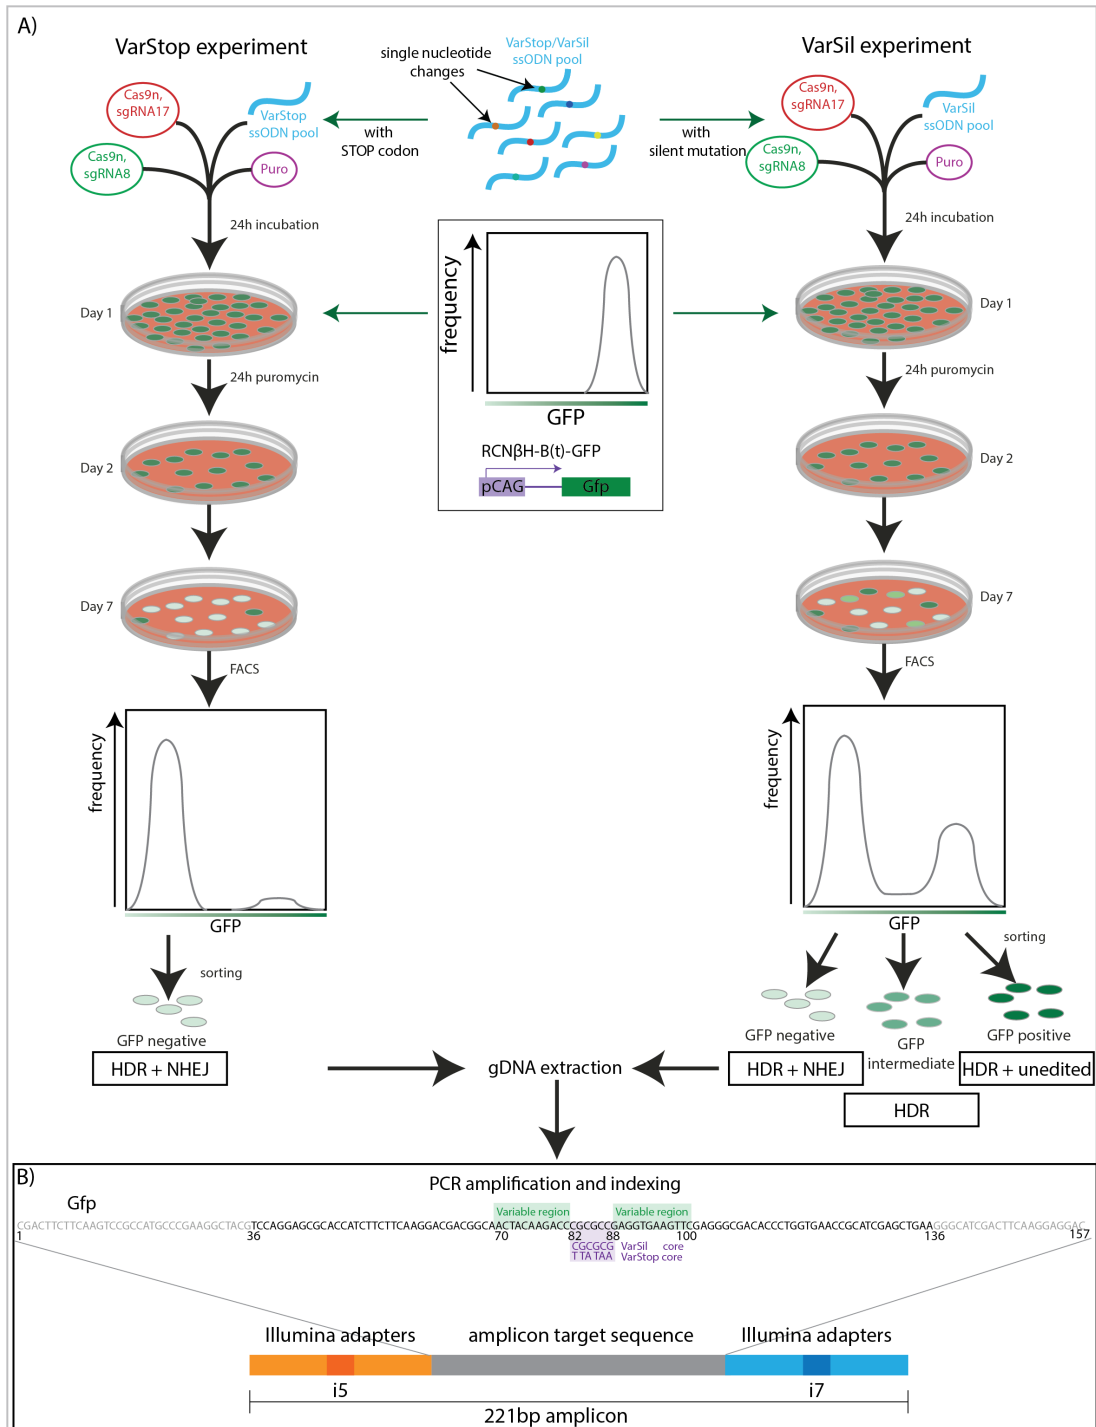 A)
VarStop experiment
single nucleotide
changes
VarStop/VarSil
ssODN pool
VarSil experiment
Cas9n,
sgRNA17
VarStop
ssODN pool
Cas9n,
sgRNA8
Puro
with
STOP codon
with
silent mutation
Cas9n,
sgRNA17
VarSil
ssODN pool
Cas9n,
sgRNA8
Puro
24h incubation
24h incubation
frequency
GFP
RCNβH-B(t)-GFP
pCAG
Gfp
Day 1
Day 1
24h puromycin
24h puromycin
Day 2
Day 2
Day 7
Day 7
FACS
FACS
frequency
GFP
frequency
GFP
sorting
sorting
GFP negative
HDR + NHEJ
gDNA extraction
GFP negative
HDR + NHEJ
GFP
intermediate
HDR
GFP positive
HDR + unedited
B)
PCR amplification and indexing
Gfp
Variable region
Variable region
CGACTTCTTCAAGTCCGCCATGCCCGAAGGCTACGTCCAGGAGCGCACCATCTTCTTCAAGGACGACGGCAACTACAAGACCCGCGCCGAGGTGAAGTTCGAGGGCGACACCCTGGTGAACCGCATCGAGCTGAAGGGCATCGACTTCAAGGAGGAC
1 36 70 82 88 100 136 157
CGCGCG VarSil core
TTATAA VarStop core
Illumina adapters
amplicon target sequence
Illumina adapters
i5
i7
221bp amplicon